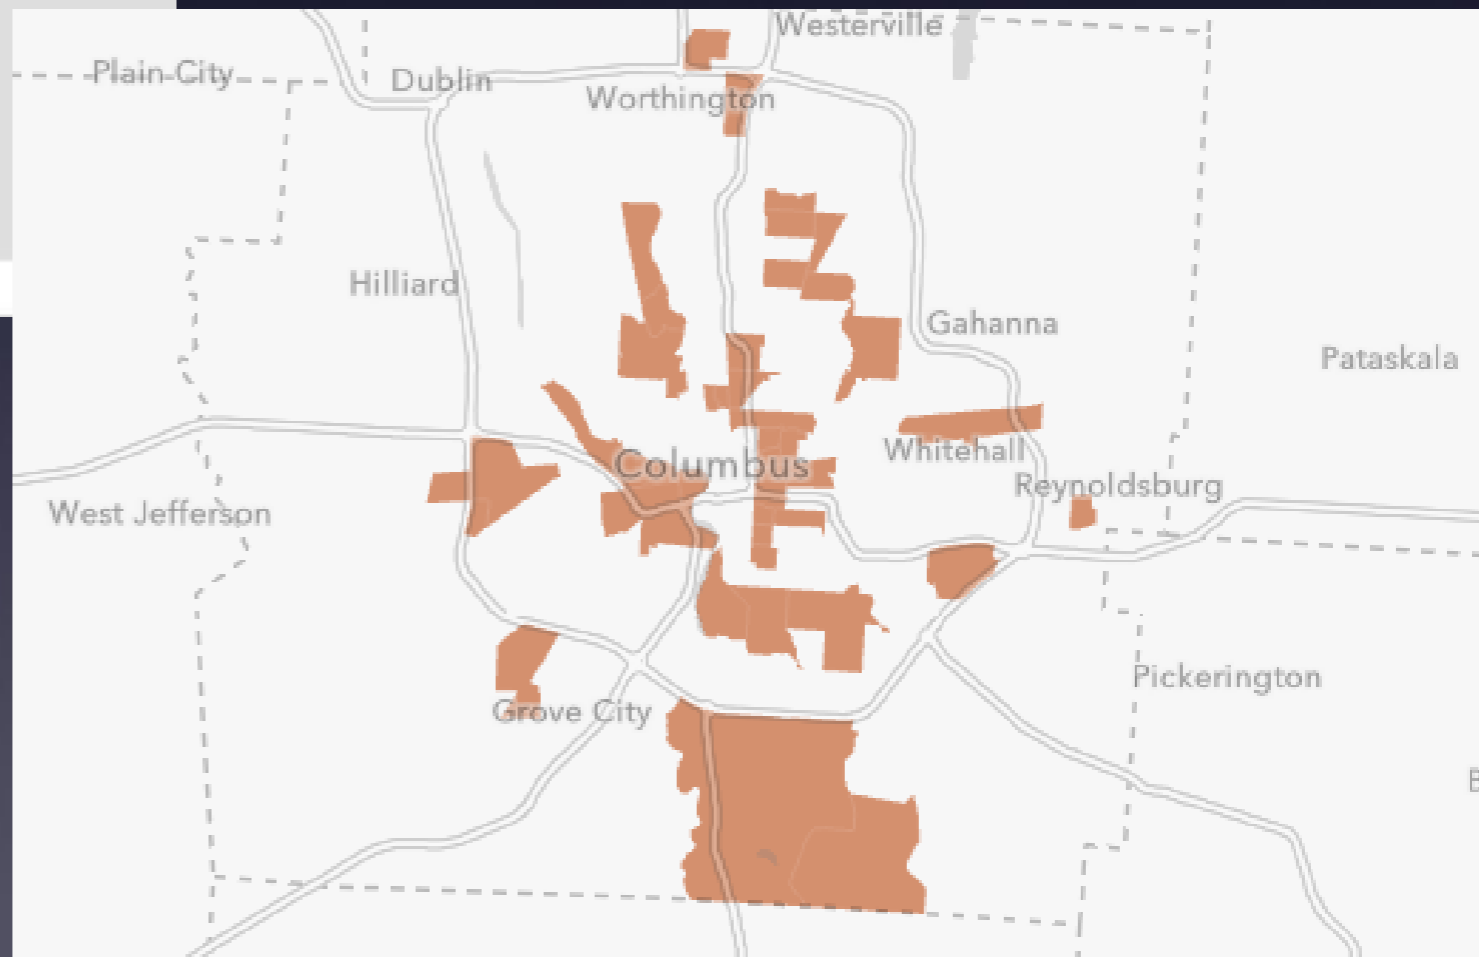 Westerville
Plain City
Dublin
Worthington
Hilliard
Gahanna
Pataskala
Whitehall
Columbus
Reynoldsburg
West Jefferson
Pickerington
Grove City